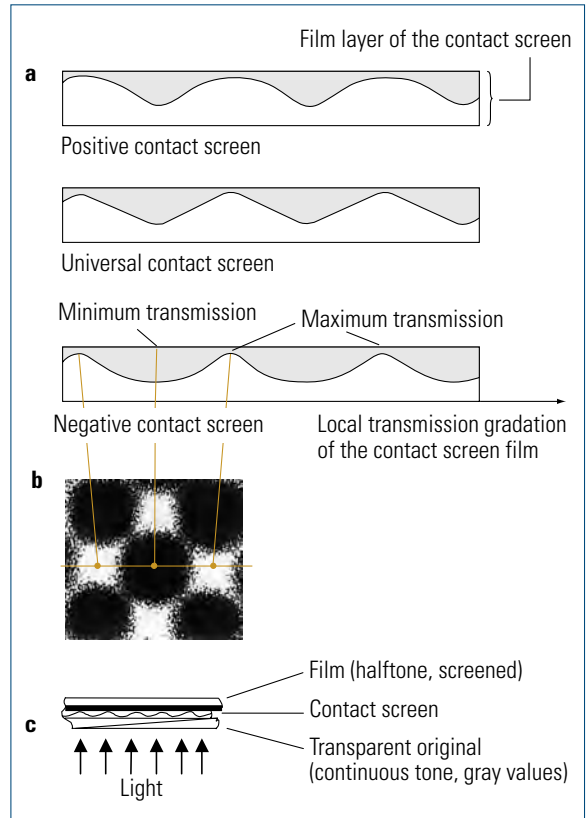 Film layer of the contact screen
a
Positive contact screen
Universal contact screen
Minimum transmission
Maximum transmission
Negative contact screen
Local transmission gradation
of the contact screen film
b
Film (halftone, screened)
Contact screen
c
Transparent original
(continuous tone, gray values)
Light